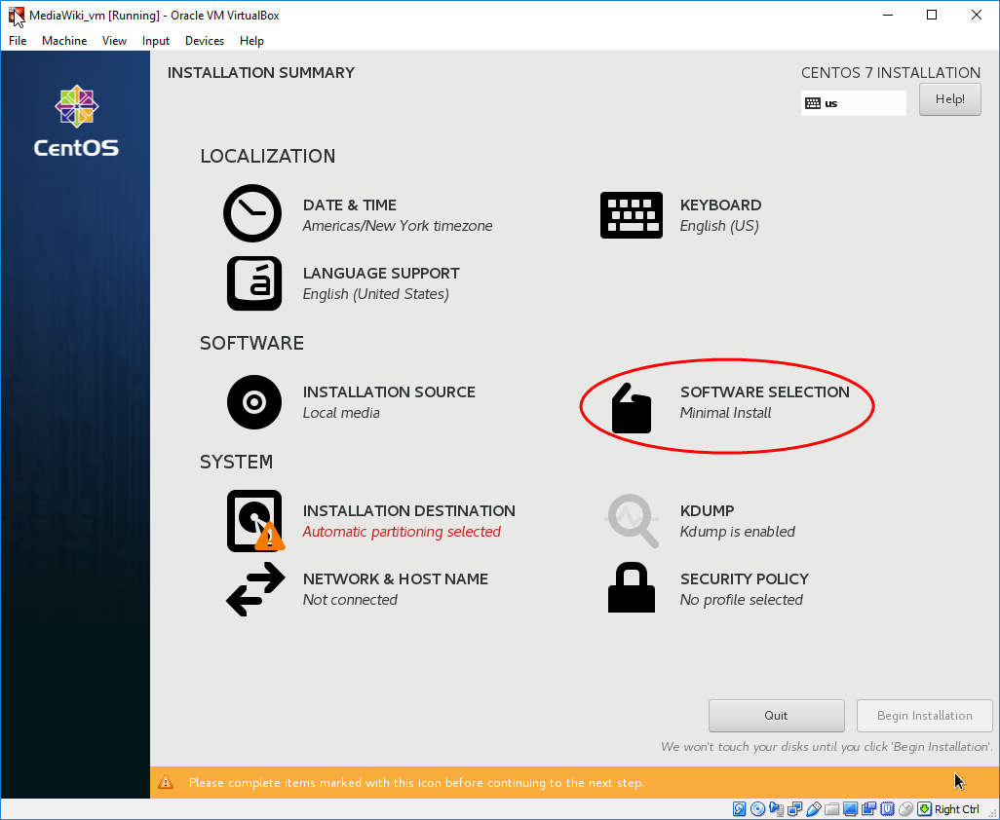 MediaWiki_vm [Running] - Oracle VM VirtualBox
File Machine View Input Devices Help
INSTALLATION SUMMARY
CENTOS 7 INSTALLATION
us
Help!
CentOS
LOCALIZATION
DATE & TIME
Americas/New York timezone
KEYBOARD
English (US)
á
LANGUAGE SUPPORT
English (United States)
SOFTWARE
INSTALLATION SOURCE
Local media
SOFTWARE SELECTION
Minimal Install
SYSTEM
INSTALLATION DESTINATION
Automatic partitioning selected
KDUMP
Kdump is enabled
NETWORK & HOST NAME
Not connected
SECURITY POLICY
No profile selected
Quit
Begin Installation
We won't touch your disks until you click 'Begin Installation'.
Please complete items marked with this icon before continuing to the next step.
Right Ctrl